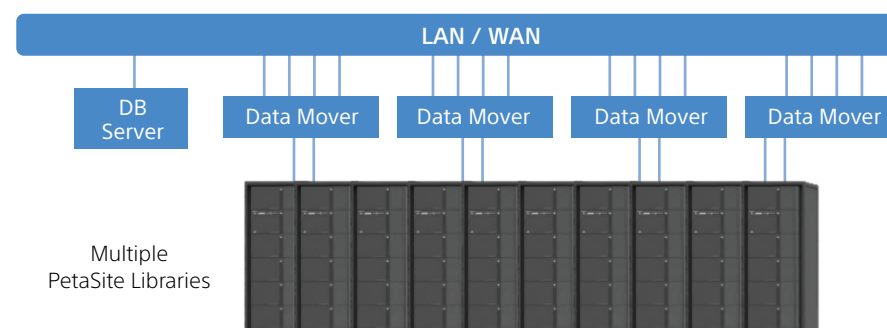 LAN / WAN
DB
Server
Data Mover
Data Mover
Data Mover
Data Mover
Multiple
PetaSite Libraries